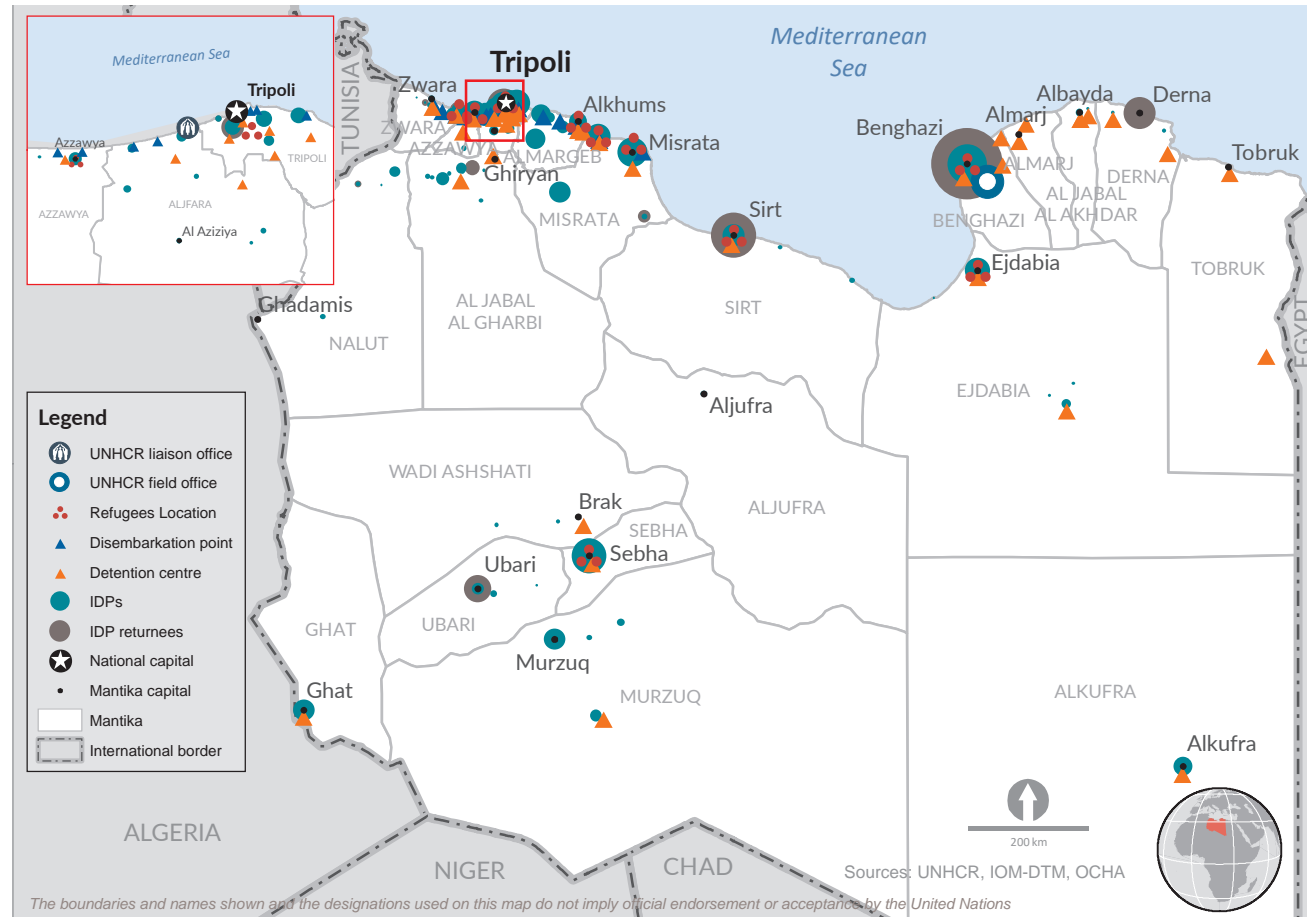 Mediterranean Sea
Tripoli
Azzawya
TRIPOLI
AZZAWYA
ALJFARA
Al Aziziya
Mediterranean
Sea
TUNISIA
Tripoli
Zwara
ZWARA
AZZAWYA
Alkhums
ALMARGEB
Misrata
Ghiryan
MISRATA
Sirt
Benghazi
Almarj
Albayda
Derna
ALMARJ
DERNA
AL JABAL
AL AKHDAR
BENGHAZI
Tobruk
TOBRUK
EGYPT
Ejdabia
Ghadamis
NALUT
AL JABAL
AL GHARBI
SIRT
EJDABIA
Aljufra
WADI ASHSHATI
Brak
SEBHA
Sebha
ALJUFRA
Ubari
UBARI
GHAT
Murzuq
MURZUQ
Ghat
ALKUFRA
Alkufra
Legend
UNHCR liaison office
UNHCR field office
Refugees Location
Disembarkation point
Detention centre
IDPs
IDP returnees
National capital
Mantika capital
Mantika
International border
ALGERIA
NIGER
CHAD
200 km
Sources: UNHCR, IOM-DTM, OCHA
The boundaries and names shown and the designations used on this map do not imply official endorsement or acceptance by the United Nations